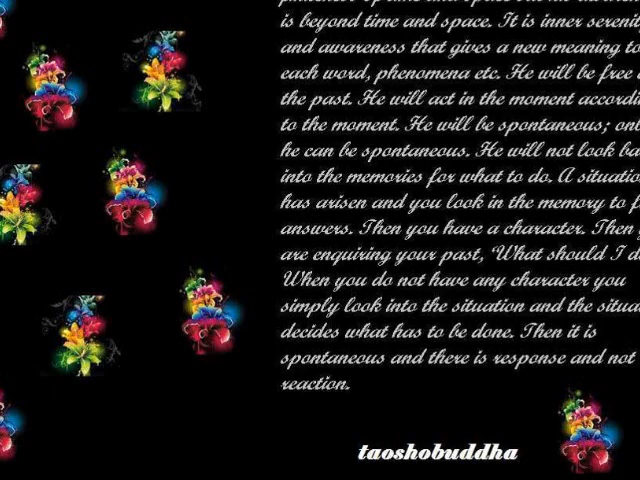 is beyond time and space. It is inner serenit
and awareness that gives a new meaning to
each word, phenomena etc. He will be free
the past. He will act in the moment accordi
to the moment. He will be spontaneous; onl
he can be spontaneous. He will not look ba
into the memories for what to do. A situatio
has arisen and you look in the memory to f
answers. Then you have a character. Then
are enquiring your past, 'What should I d
When you do not have any character you
simply look into the situation and the situa
decides what has to be done. Then it is
spontaneous and there is response and not
reaction.
taoshobuddha